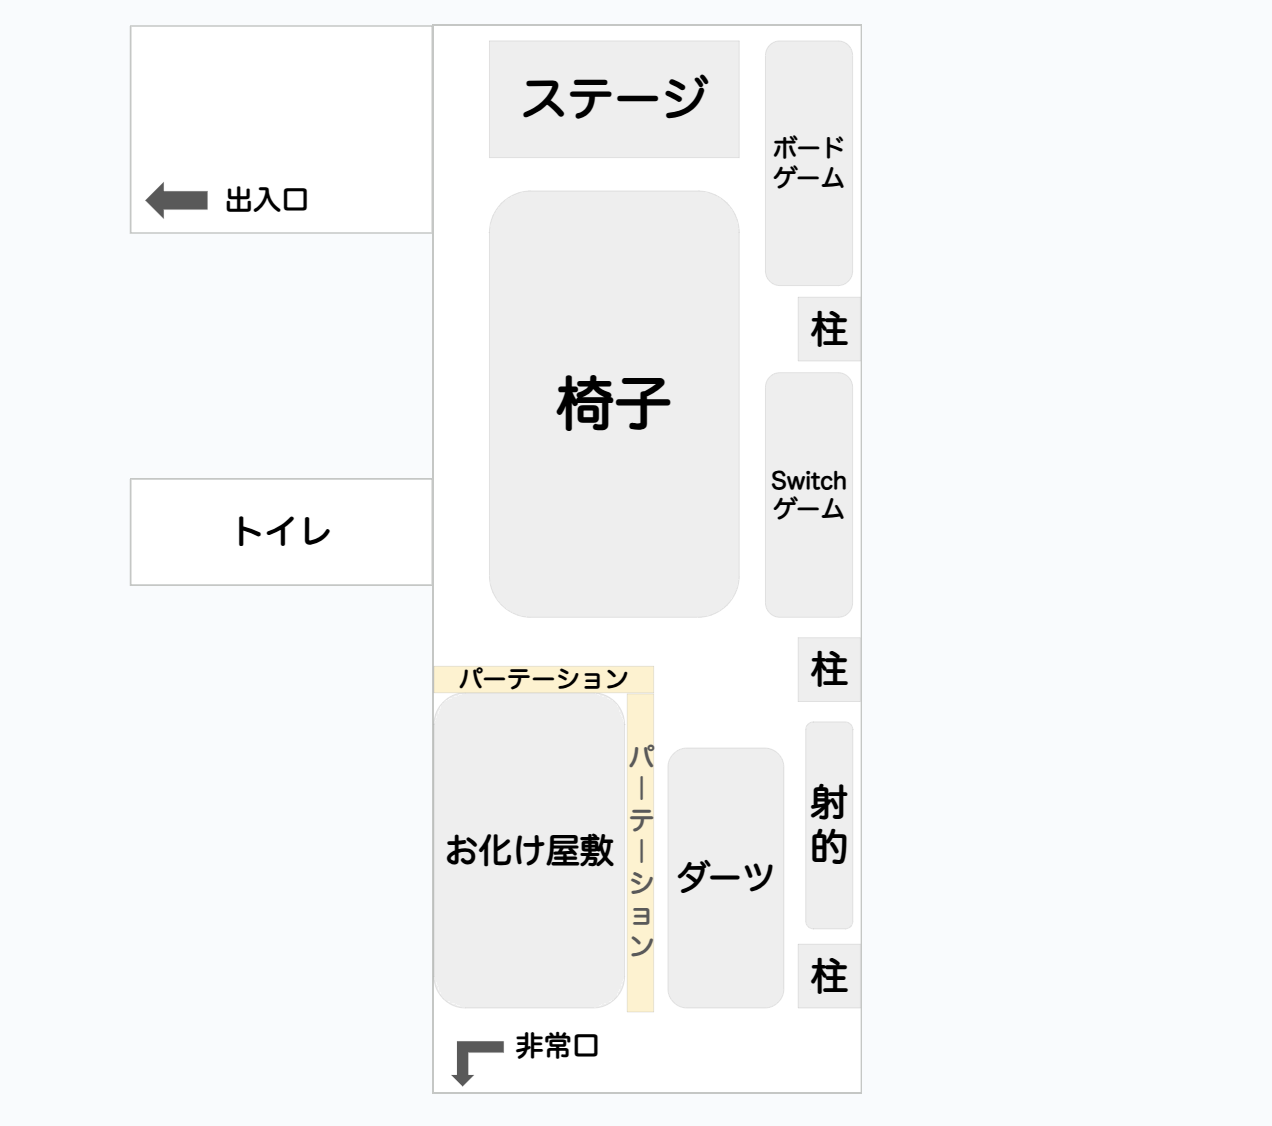 ステージ
ボード
ゲーム
出入口
柱
椅子
Switch
ゲーム
トイレ
柱
パーテーション
パーテーション
射的
お化け屋敷
ダーツ
柱
非常口